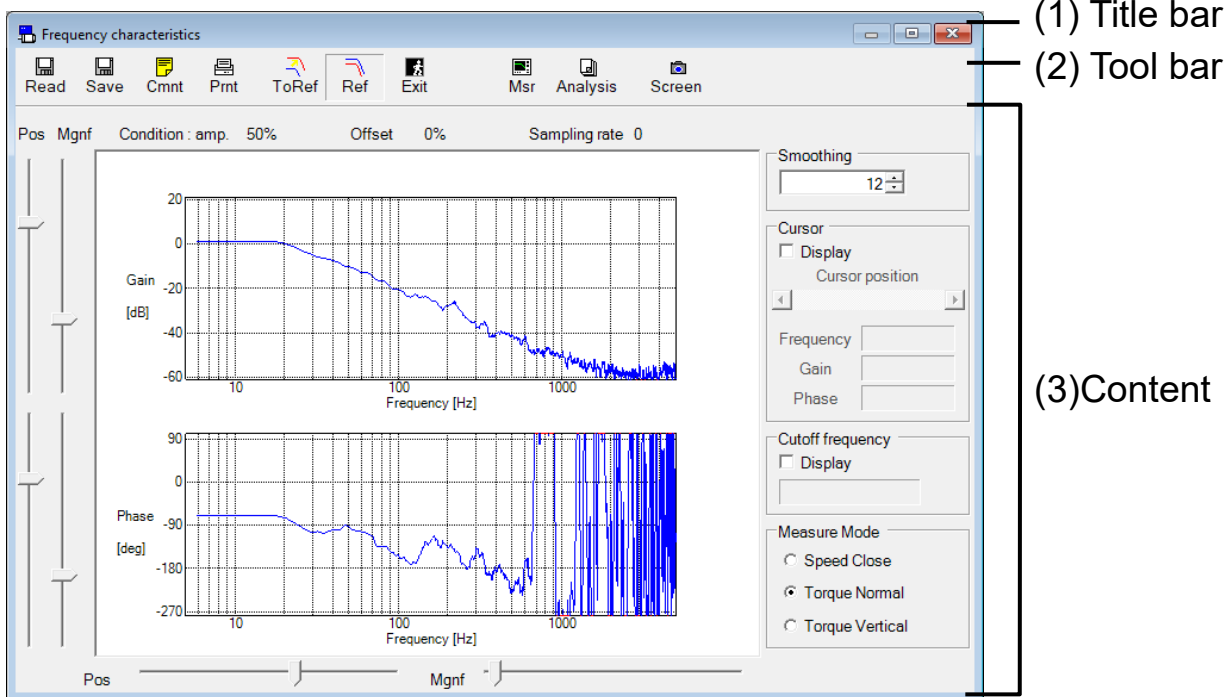 (1) Title bar
Frequency characteristics
(2) Tool bar
Read Save Cmnt Prnt ToRef Ref Exit Msr Analysis Screen
Pos Mgnf Condition : amp. 50% Offset 0% Sampling rate 0
Smoothing
12
20
0
Gain -20
[dB]
-40
-60
10 100 1000
Frequency [Hz]
Cursor
Display
Cursor position
Frequency
Gain
Phase
(3)Content
90
0
Phase -90
[deg]
-180
-270
10 100 1000
Frequency [Hz]
Cutoff frequency
Display
Measure Mode
Speed Close
Torque Normal
Torque Vertical
Pos Mgnf